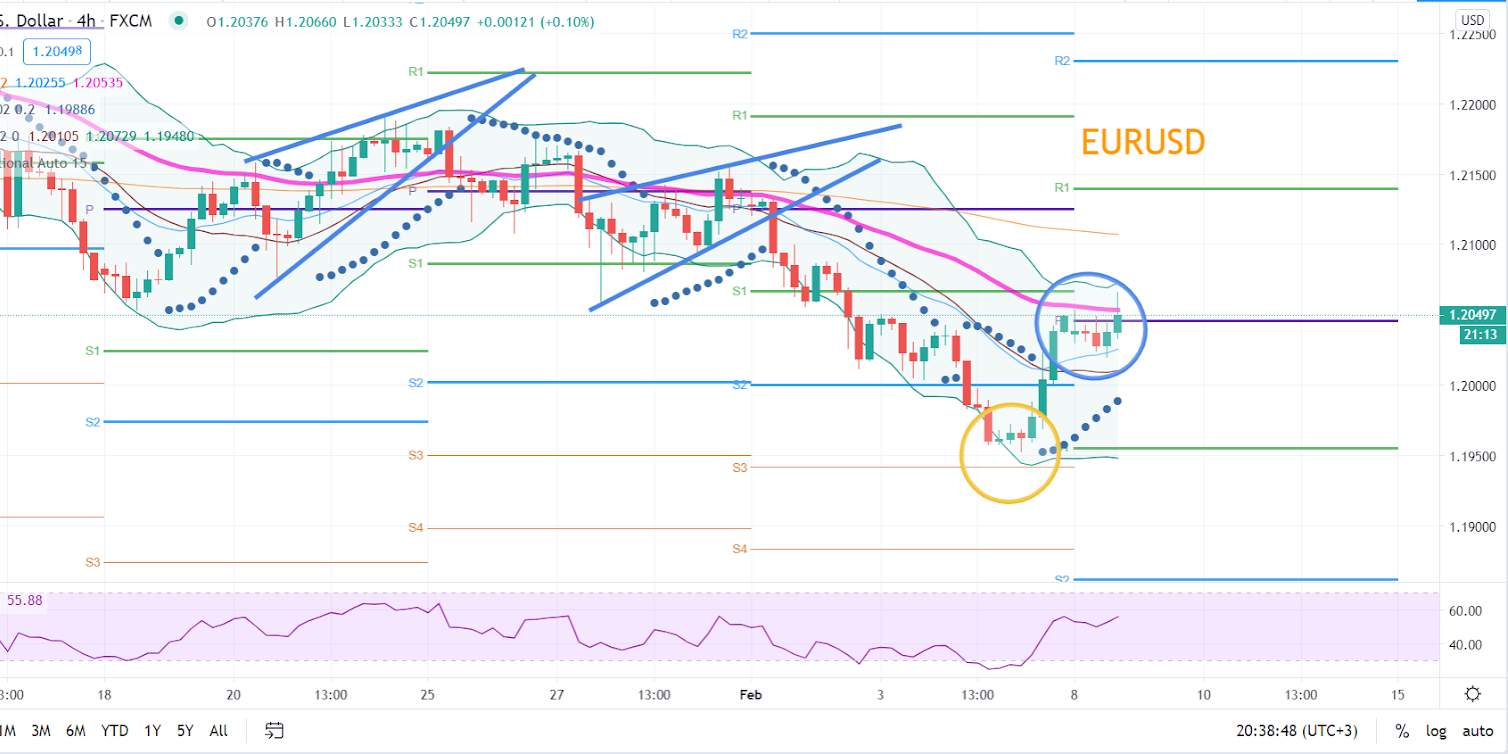 S. Dollar · 4h · FXCM O1.20376 H1.20660 L1.20333 C1.20497 +0.00121 (+0.10%)
USD
0.1 1.20498
2 1.20255 1.20535
02 0.2 1.19886
2 0 1.20105 1.20729 1.19480
tional Auto 15
EURUSD
R2
R2
R1
R1
R1
P
P
P
P
S1
S1
S1
S2
S2
S2
S3
S3
S3
S4
S4
S2
1.22500
1.22000
1.21500
1.21000
1.20497
21:13
1.20000
1.19500
1.19000
55.88
60.00
40.00
3:00 18 20 13:00 25 27 13:00 Feb 3 13:00 8 10 13:00 15
1M 3M 6M YTD 1Y 5Y All 20:38:48 (UTC+3) % log auto